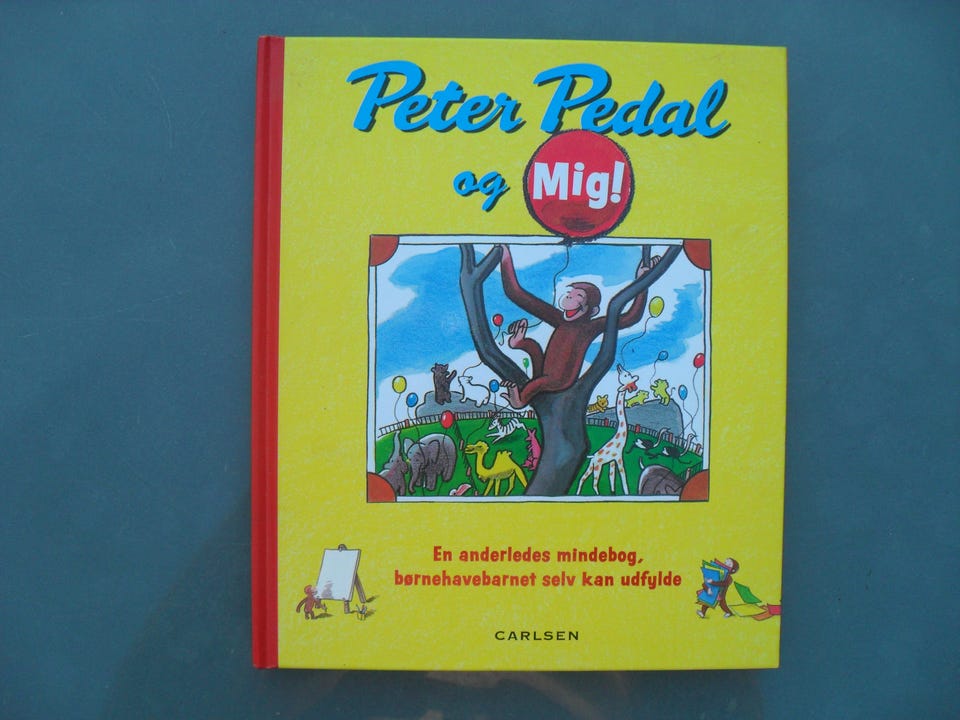 Peter Pedal
og Mig!
En anderledes mindebog,
børnehavebarnet selv kan udfylde
CARLSEN